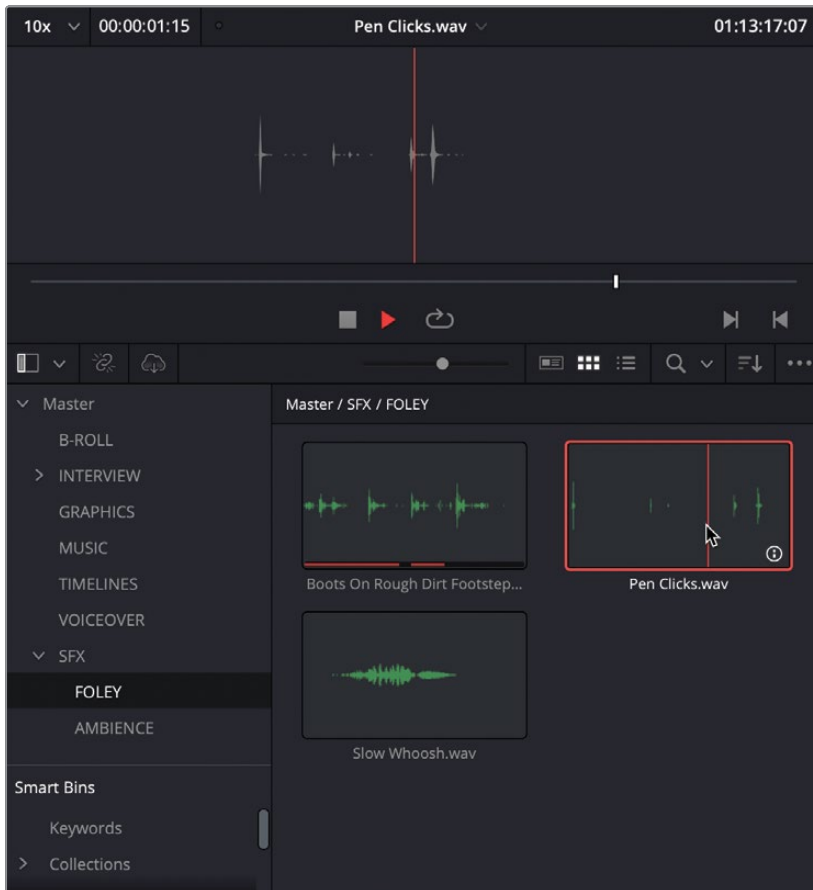 10x 00:00:01:15 Pen Clicks.wav 01:13:17:07
Master
B-ROLL
INTERVIEW
GRAPHICS
MUSIC
TIMELINES
VOICEOVER
SFX
FOLEY
AMBIENCE
Smart Bins
Keywords
Collections
Master / SFX / FOLEY
Boots On Rough Dirt Footstep...
Pen Clicks.wav
Slow Whoosh.wav